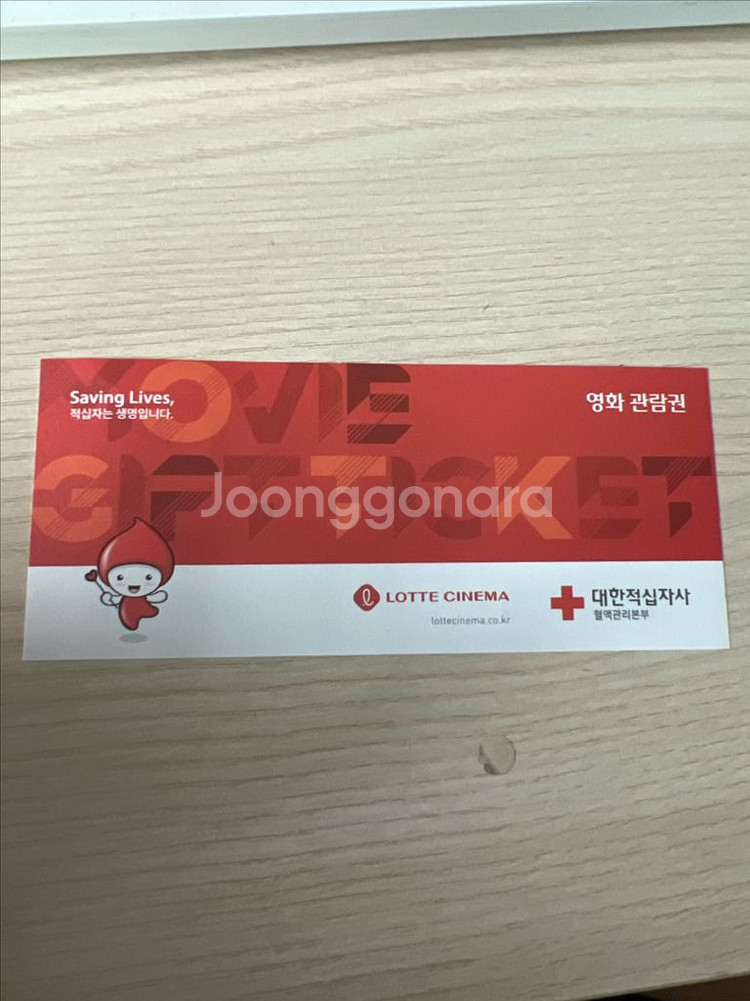 MOVIE
Saving Lives,
적십자는 생명입니다.
영화 관람권
GIFT TICKET
Joonggonara
LOTTE CINEMA
lottecinema.co.kr
대한적십자사
혈액관리본부